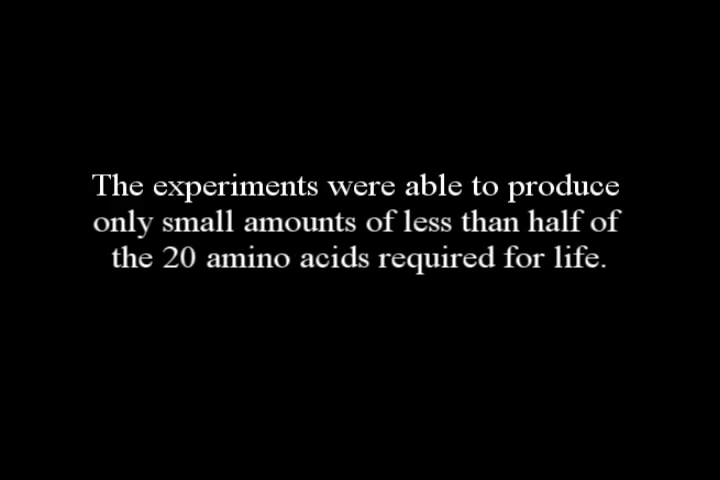 The experiments were able to produce
only small amounts of less than half of
the 20 amino acids required for life.